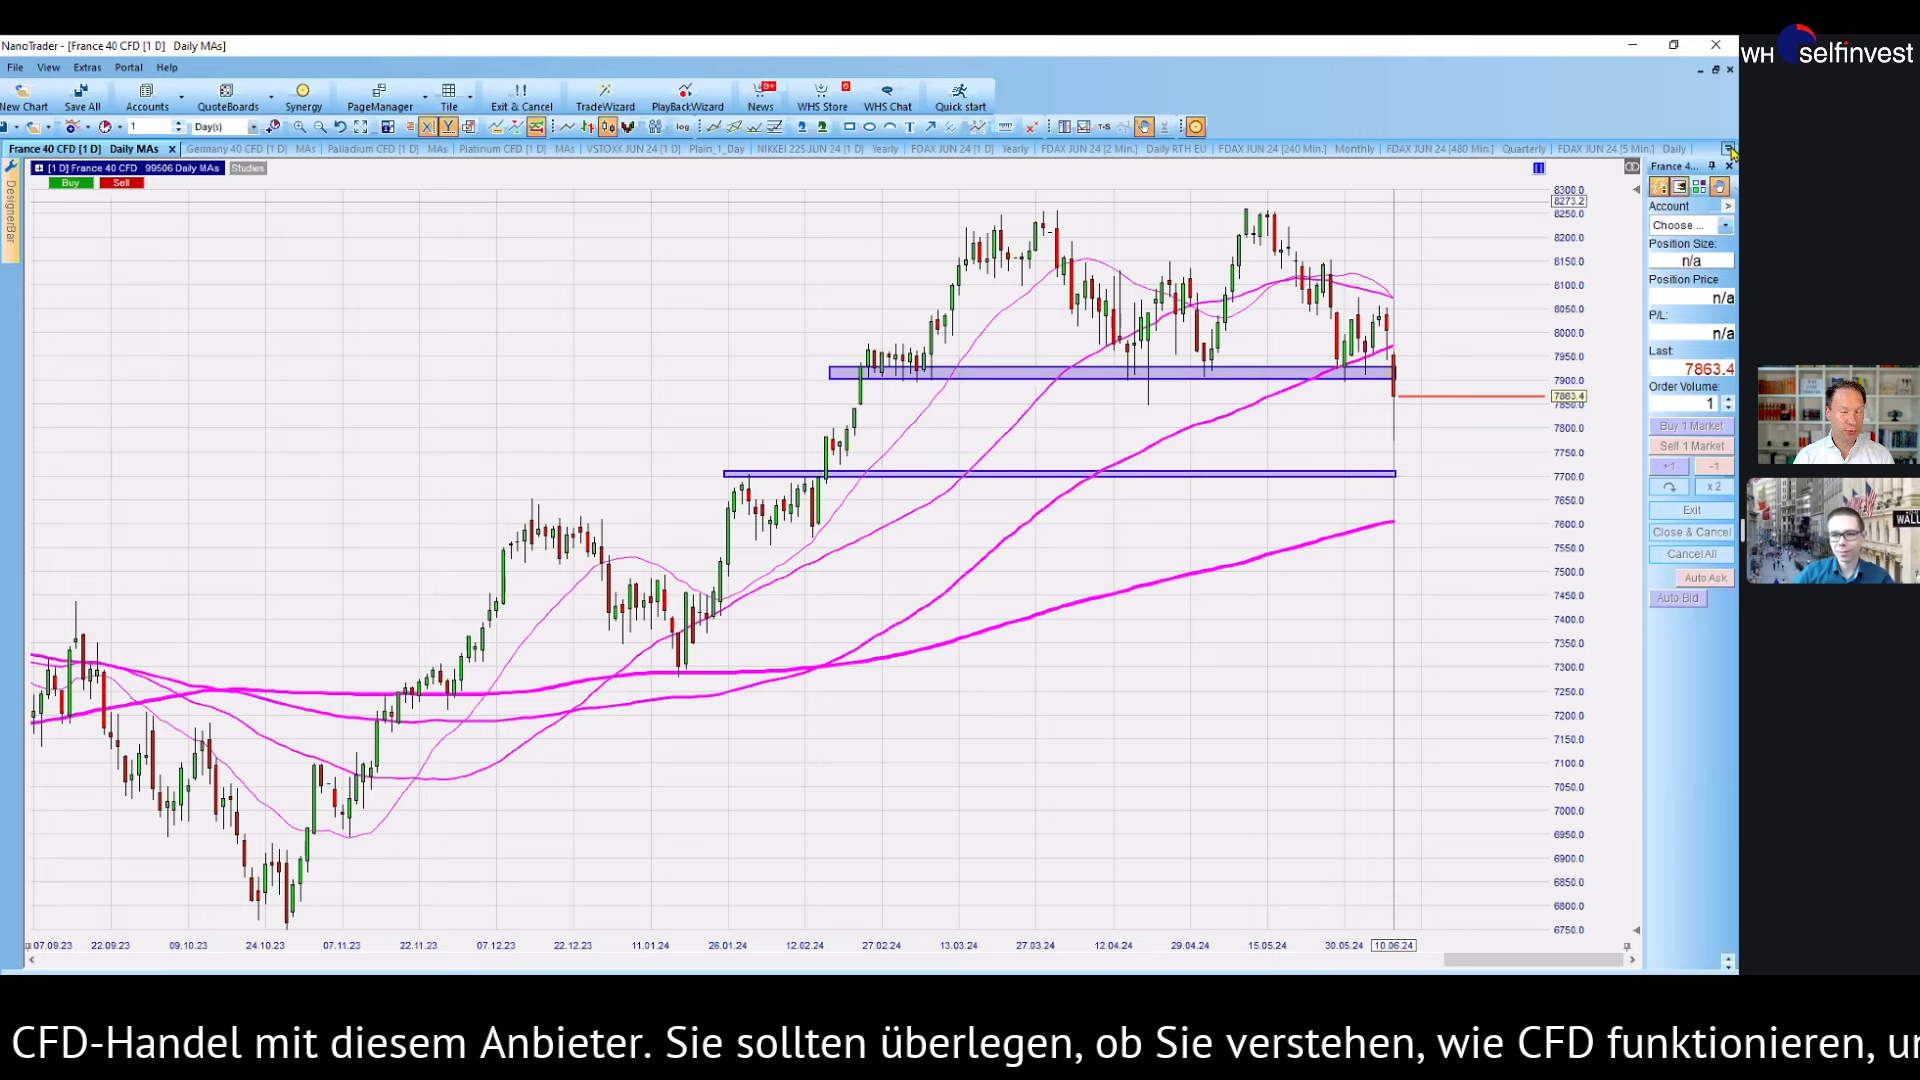 NanoTrader - [France 40 CFD [1 D]   Daily MAs]
WH selfinvest
File View Extras Portal Help
New Chart Save All Accounts QuoteBoards Synergy PageManager Tile Exit & Cancel TradeWizard PlayBackWizard News 9+ WHS Store 6 WHS Chat Quick start
1 Day(s) log T+S
France 40 CFD [1 D] Daily MAs Germany 40 CFD [1 D] MAs Palladium CFD [1 D] MAs Platinum CFD [1 D] MAs VSTOXX JUN 24 [1 D] Plain_1_Day NIKKEI 225 JUN 24 [1 D] Yearly FDAX JUN 24 [1 D] Yearly FDAX JUN 24 [2 Min.] Daily RTH EU FDAX JUN 24 [240 Min.] Monthly FDAX JUN 24 [480 Min.] Quarterly FDAX JUN 24 [5 Min.] Daily
[1 D] France 40 CFD 99506 Daily MAs Studies
Buy Sell
DesignerBar
8300.0
8273.2
8250.0
8200.0
8150.0
8100.0
8050.0
8000.0
7950.0
7900.0
7863.4
7850.0
7800.0
7750.0
7700.0
7650.0
7600.0
7550.0
7500.0
7450.0
7400.0
7350.0
7300.0
7250.0
7200.0
7150.0
7100.0
7050.0
7000.0
6950.0
6900.0
6850.0
6800.0
6750.0
07.09.23 22.09.23 09.10.23 24.10.23 07.11.23 22.11.23 07.12.23 22.12.23 11.01.24 26.01.24 12.02.24 27.02.24 13.03.24 27.03.24 12.04.24 29.04.24 15.05.24 30.05.24 10.06.24
France 4...
Account >
Choose ...
Position Size:
n/a
Position Price
n/a
P/L:
n/a
Last:
7863.4
Order Volume:
1
Buy 1 Market
Sell 1 Market
+1 -1
x 2
Exit
Close & Cancel
Cancel All
Auto Ask
Auto Bid
WALL
CFD-Handel mit diesem Anbieter. Sie sollten überlegen, ob Sie verstehen, wie CFD funktionieren, u